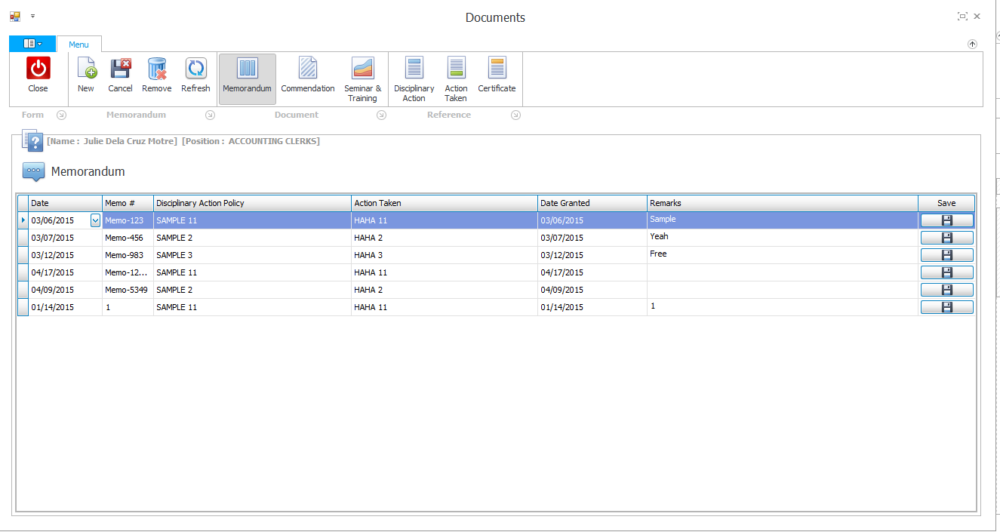 Documents
Menu
Close
New
Cancel
Remove
Refresh
Memorandum
Commendation
Seminar &
Training
Disciplinary
Action
Action
Taken
Certificate
Form
Memorandum
Document
Reference
[Name : Julie Dela Cruz Motre] [Position : ACCOUNTING CLERKS]
Memorandum
Date Memo # Disciplinary Action Policy Action Taken Date Granted Remarks Save
03/06/2015 Memo-123 SAMPLE 11 HAHA 11 03/06/2015 Sample
03/07/2015 Memo-456 SAMPLE 2 HAHA 2 03/07/2015 Yeah
03/12/2015 Memo-983 SAMPLE 3 HAHA 3 03/12/2015 Free
04/17/2015 Memo-12... SAMPLE 11 HAHA 11 04/17/2015
04/09/2015 Memo-5349 SAMPLE 2 HAHA 2 04/09/2015
01/14/2015 1 SAMPLE 11 HAHA 11 01/14/2015 1